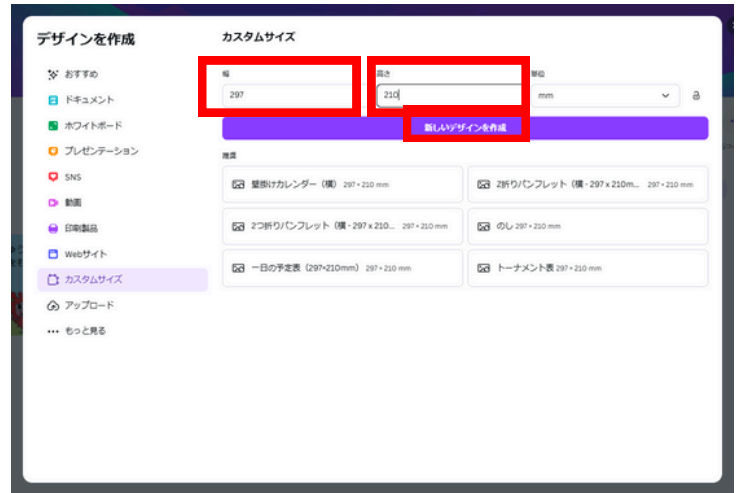 デザインを作成
おすすめ
ドキュメント
ホワイトボード
プレゼンテーション
SNS
動画
印刷製品
Webサイト
カスタムサイズ
アップロード
もっと見る
カスタムサイズ
幅
高さ
単位
297
210
mm
新しいデザインを作成
推奨
壁掛けカレンダー（横） 297 × 210 mm
2折りパンフレット（横 - 297 x 210m... 297 × 210 mm
2つ折りパンフレット（横 - 297 x 210... 297 × 210 mm
のし 297 × 210 mm
一日の予定表（297×210mm） 297 × 210 mm
トーナメント表 297 × 210 mm